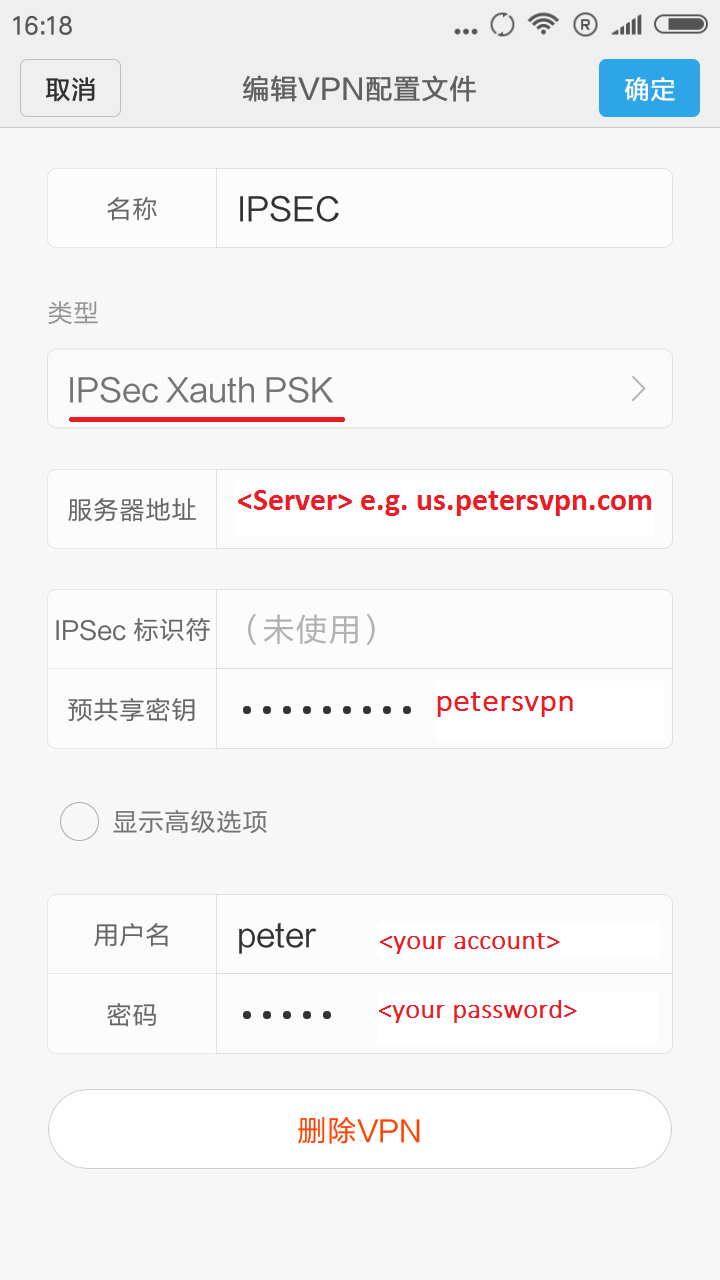 16:18
取消 编辑VPN配置文件 确定
名称 IPSEC
类型
IPSec Xauth PSK
服务器地址 <Server> e.g. us.petersvpn.com
IPSec 标识符 （未使用）
预共享密钥 ••••••••• petersvpn
显示高级选项
用户名 peter <your account>
密码 ••••• <your password>
删除VPN